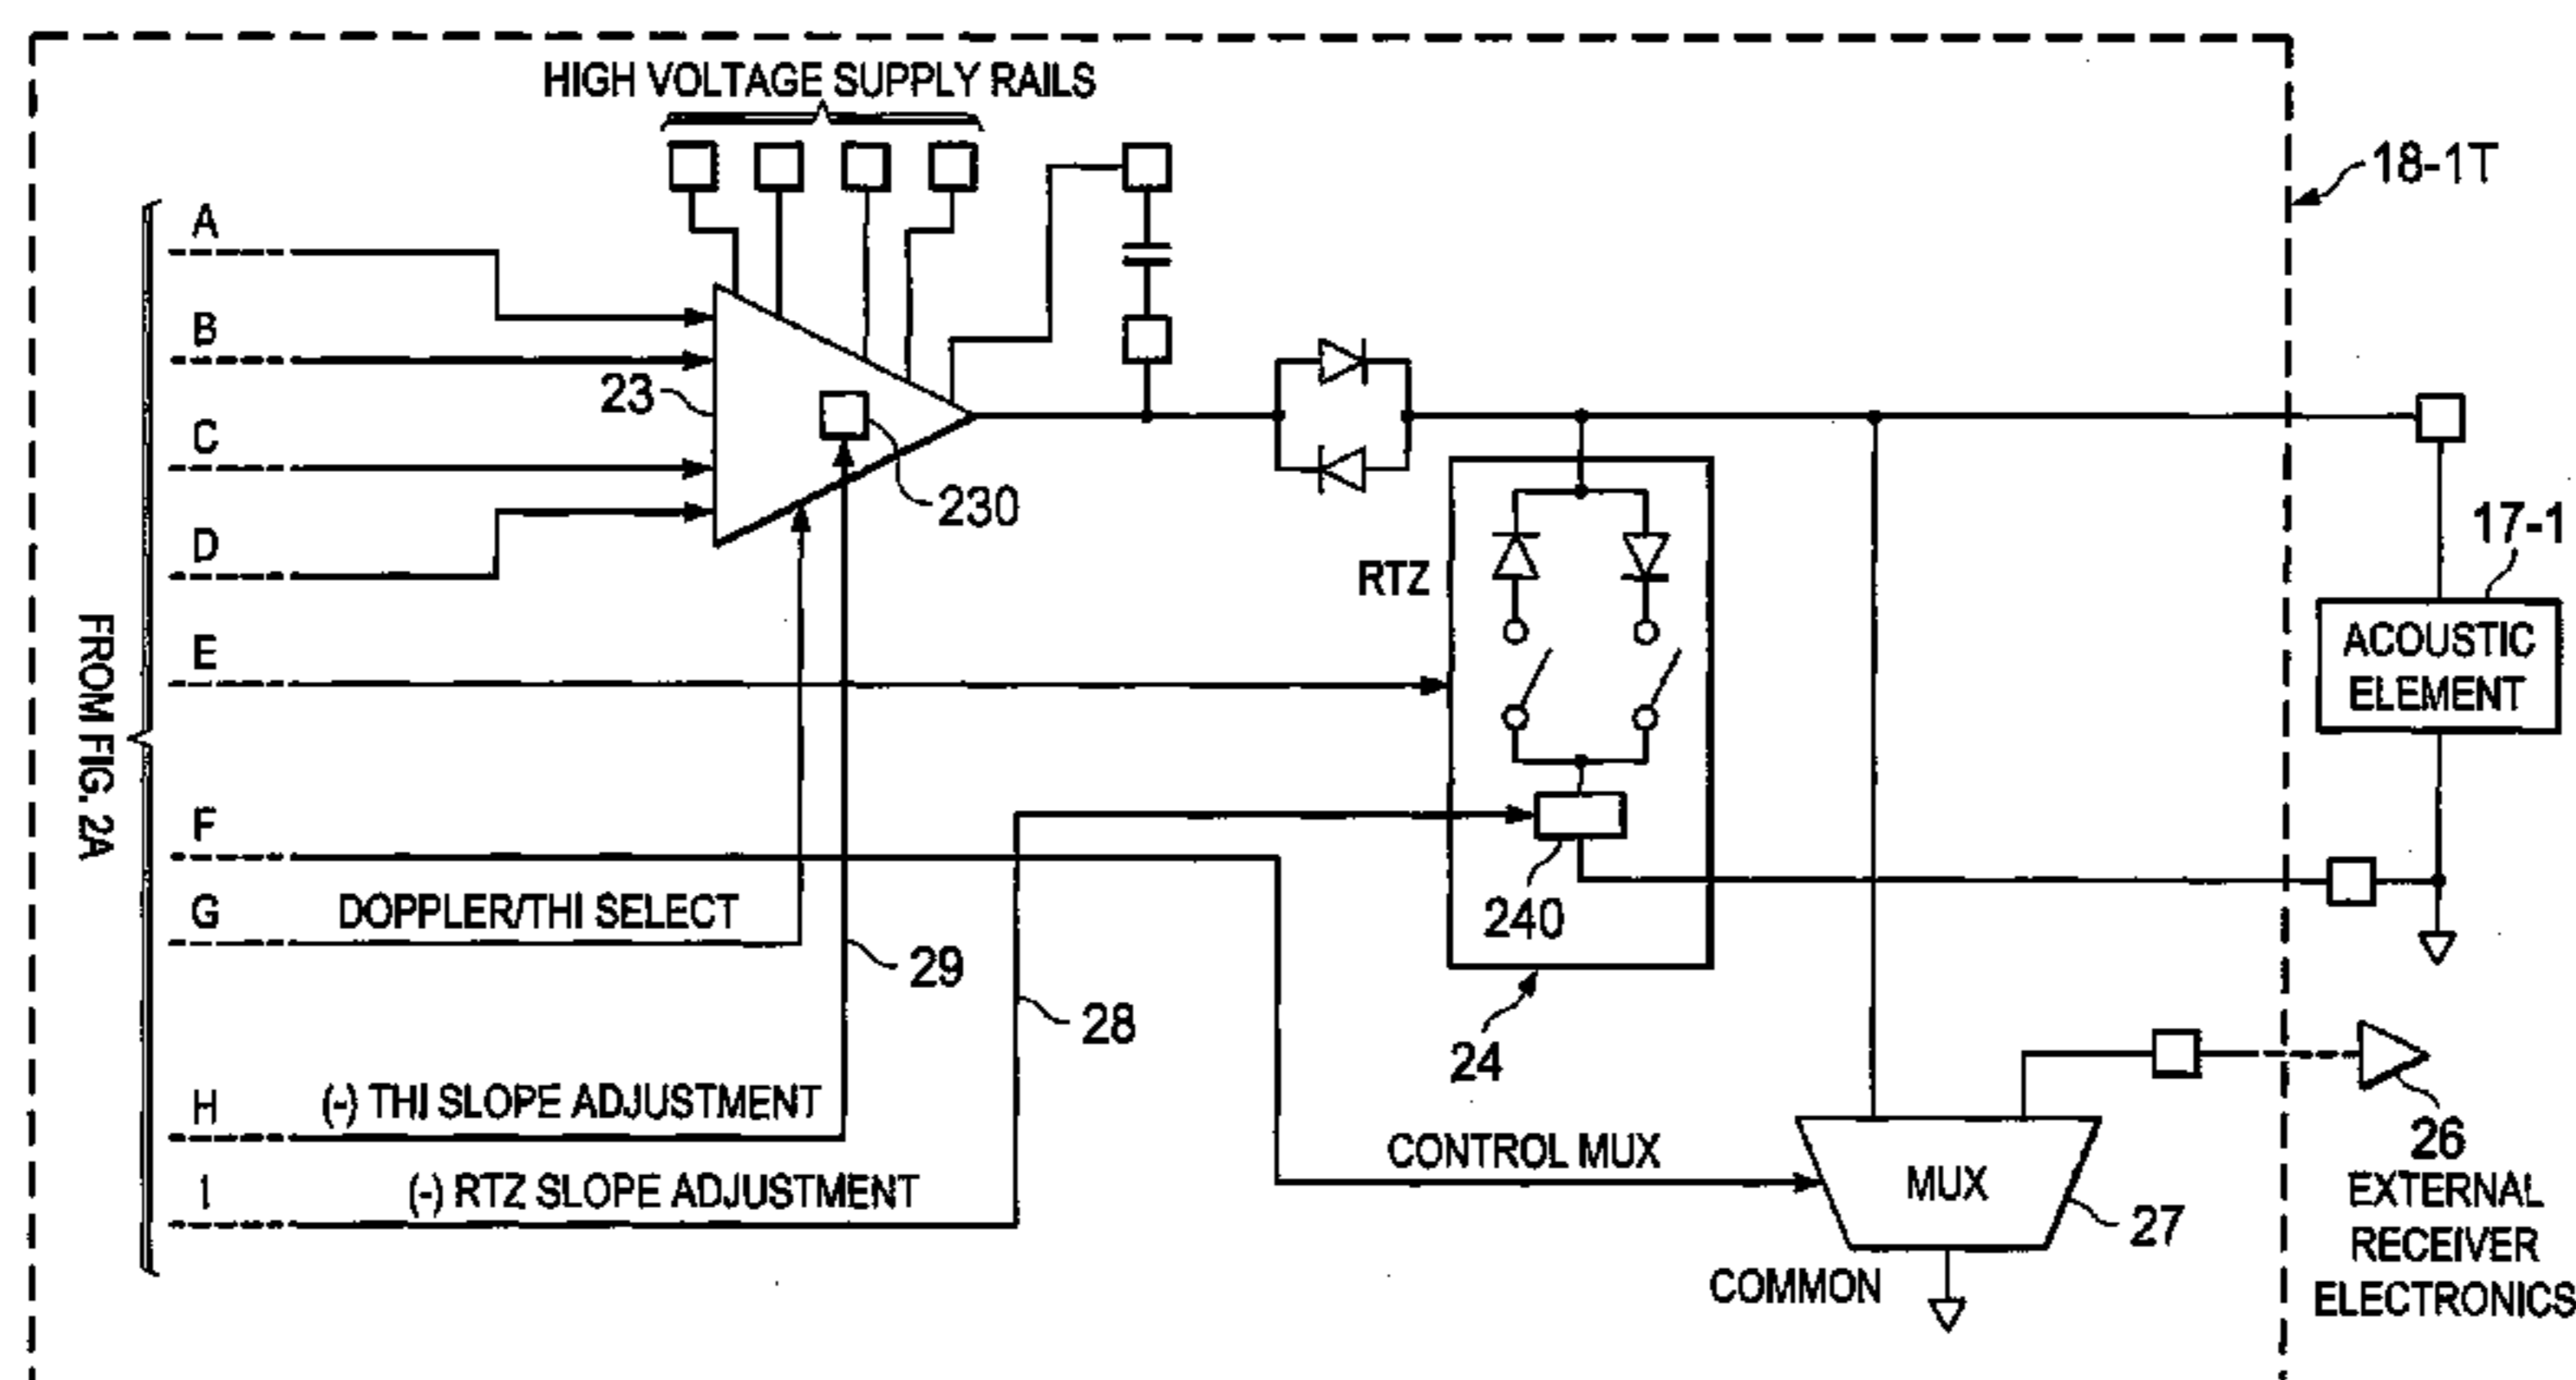 HIGH VOLTAGE SUPPLY RAILS
18-1T
A
B
23
C
230
D
17-1
RTZ
ACOUSTIC
ELEMENT
E
FROM FIG. 2A
F
G DOPPLER/THI SELECT
240
29
28
24
H (-) THI SLOPE ADJUSTMENT
I (-) RTZ SLOPE ADJUSTMENT
CONTROL MUX
MUX
27
COMMON
26
EXTERNAL
RECEIVER
ELECTRONICS